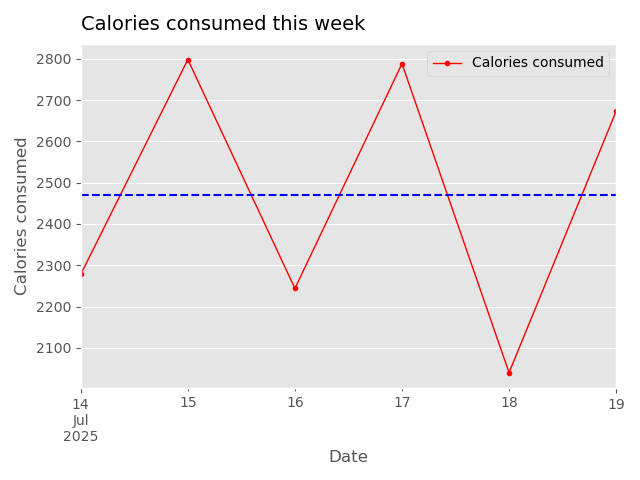 Calories consumed this week
Calories consumed
2800
2700
2600
2500
2400
2300
2200
2100
Calories consumed
14 15 16 17 18 19
Jul
2025
Date